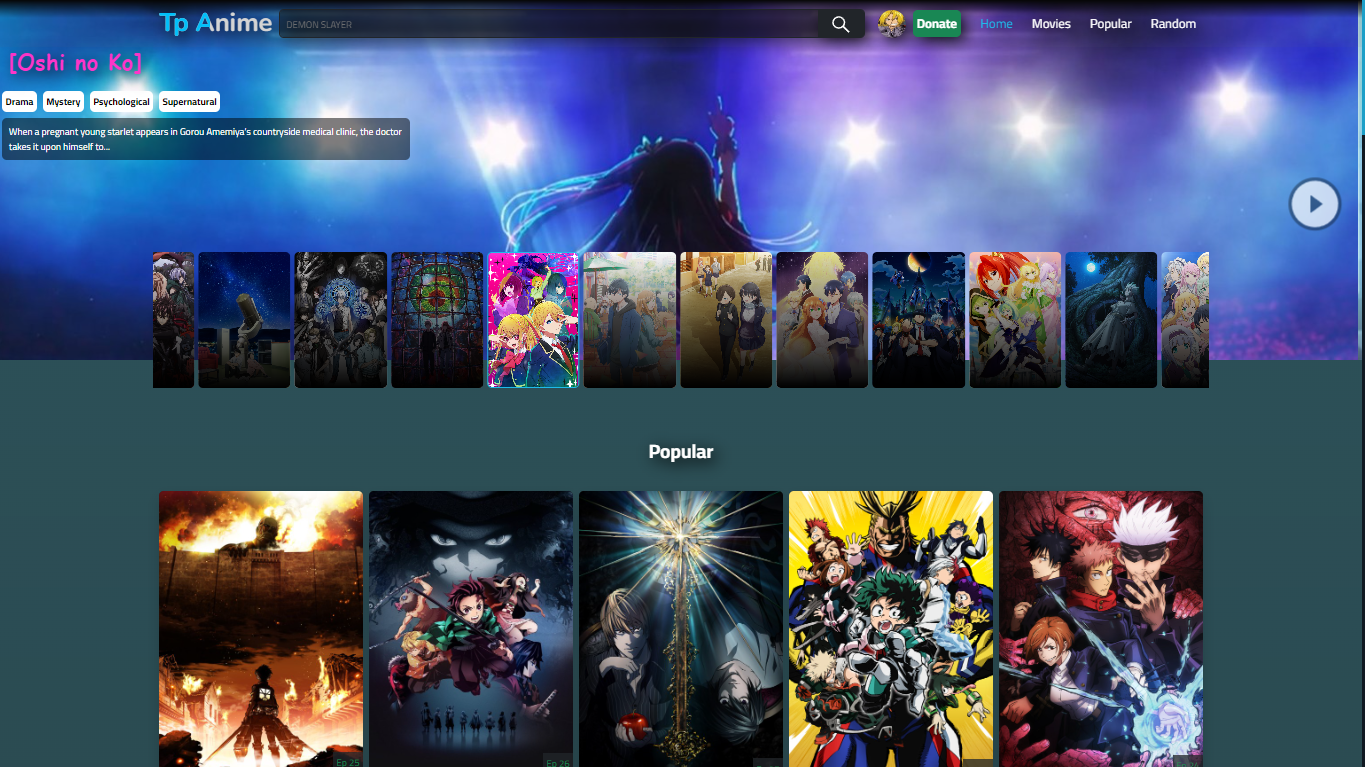 Tp Anime
DEMON SLAYER
Donate
Home
Movies
Popular
Random
[Oshi no Ko]
Drama
Mystery
Psychological
Supernatural
When a pregnant young starlet appears in Gorou Amemiya's countryside medical clinic, the doctor
takes it upon himself to...
Popular
Ep 25
Ep 26